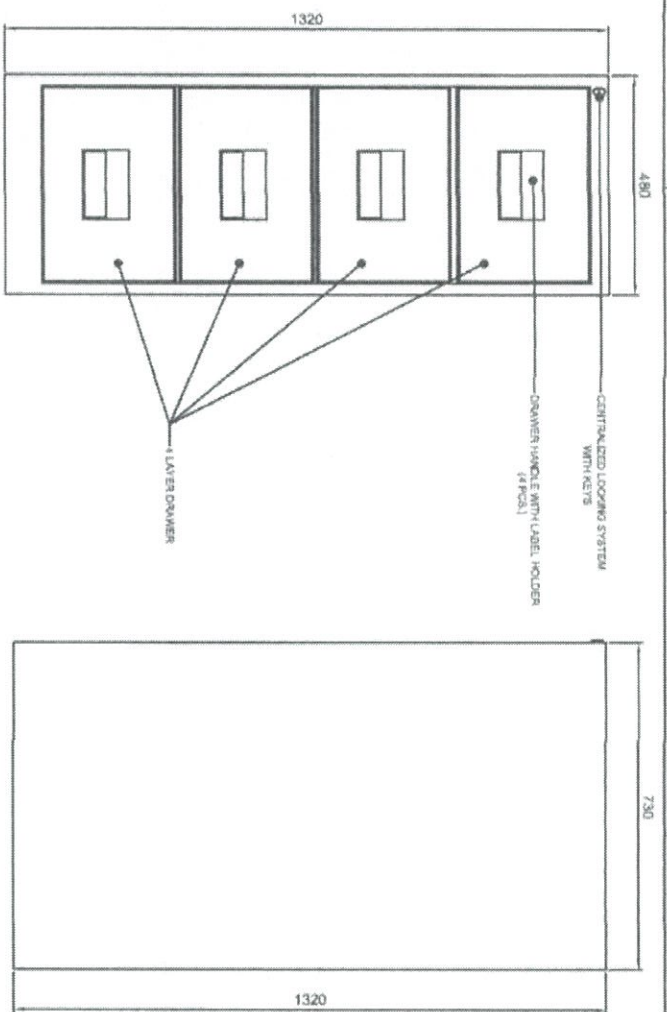 1320
480
CENTRALIZED LOCKING SYSTEM
WITH KEYS
DRAWER HANDLE WITH LABEL HOLDER
(4 PCS.)
4 LAYER DRAWER
730
1320